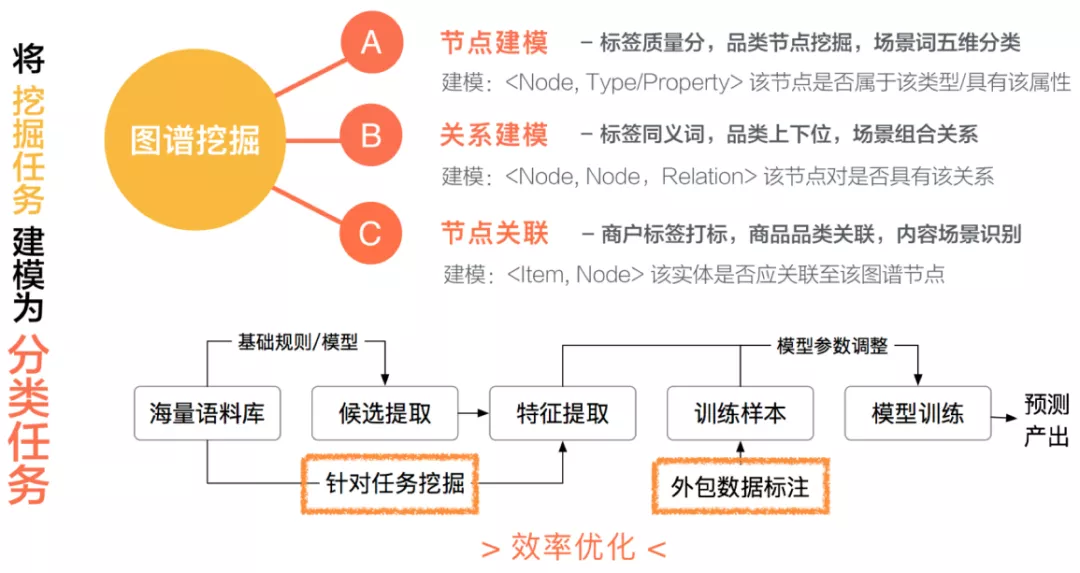 将挖掘任务建模为分类任务
图谱挖掘
A
节点建模 – 标签质量分，品类节点挖掘，场景词五维分类
建模：<Node, Type/Property> 该节点是否属于该类型/具有该属性
B
关系建模 – 标签同义词，品类上下位，场景组合关系
建模：<Node, Node，Relation> 该节点对是否具有该关系
C
节点关联 – 商户标签打标，商品品类关联，内容场景识别
建模：<Item, Node> 该实体是否应关联至该图谱节点
基础规则/模型
模型参数调整
海量语料库
候选提取
特征提取
训练样本
模型训练
预测
产出
针对任务挖掘
外包数据标注
> 效率优化 <